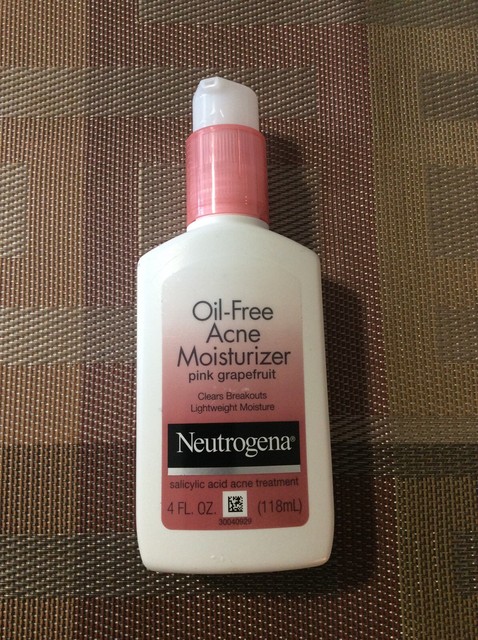 Oil-Free
Acne
Moisturizer
pink grapefruit
Clears Breakouts
Lightweight Moisture
Neutrogena®
salicylic acid acne treatment
4 FL. OZ. (118mL)
30040929